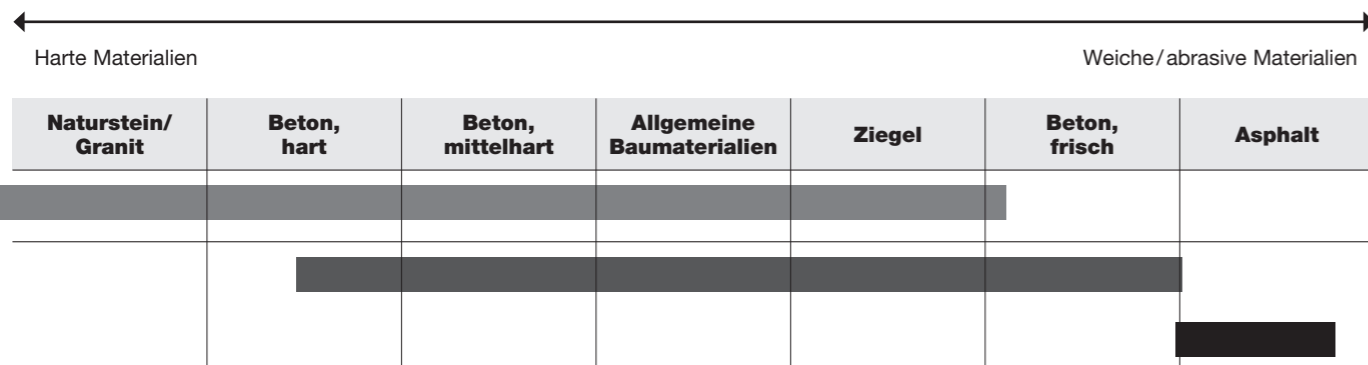 Harte Materialien
Weiche/abrasive Materialien
Naturstein/
Granit
Beton,
hart
Beton,
mittelhart
Allgemeine
Baumaterialien
Ziegel
Beton,
frisch
Asphalt